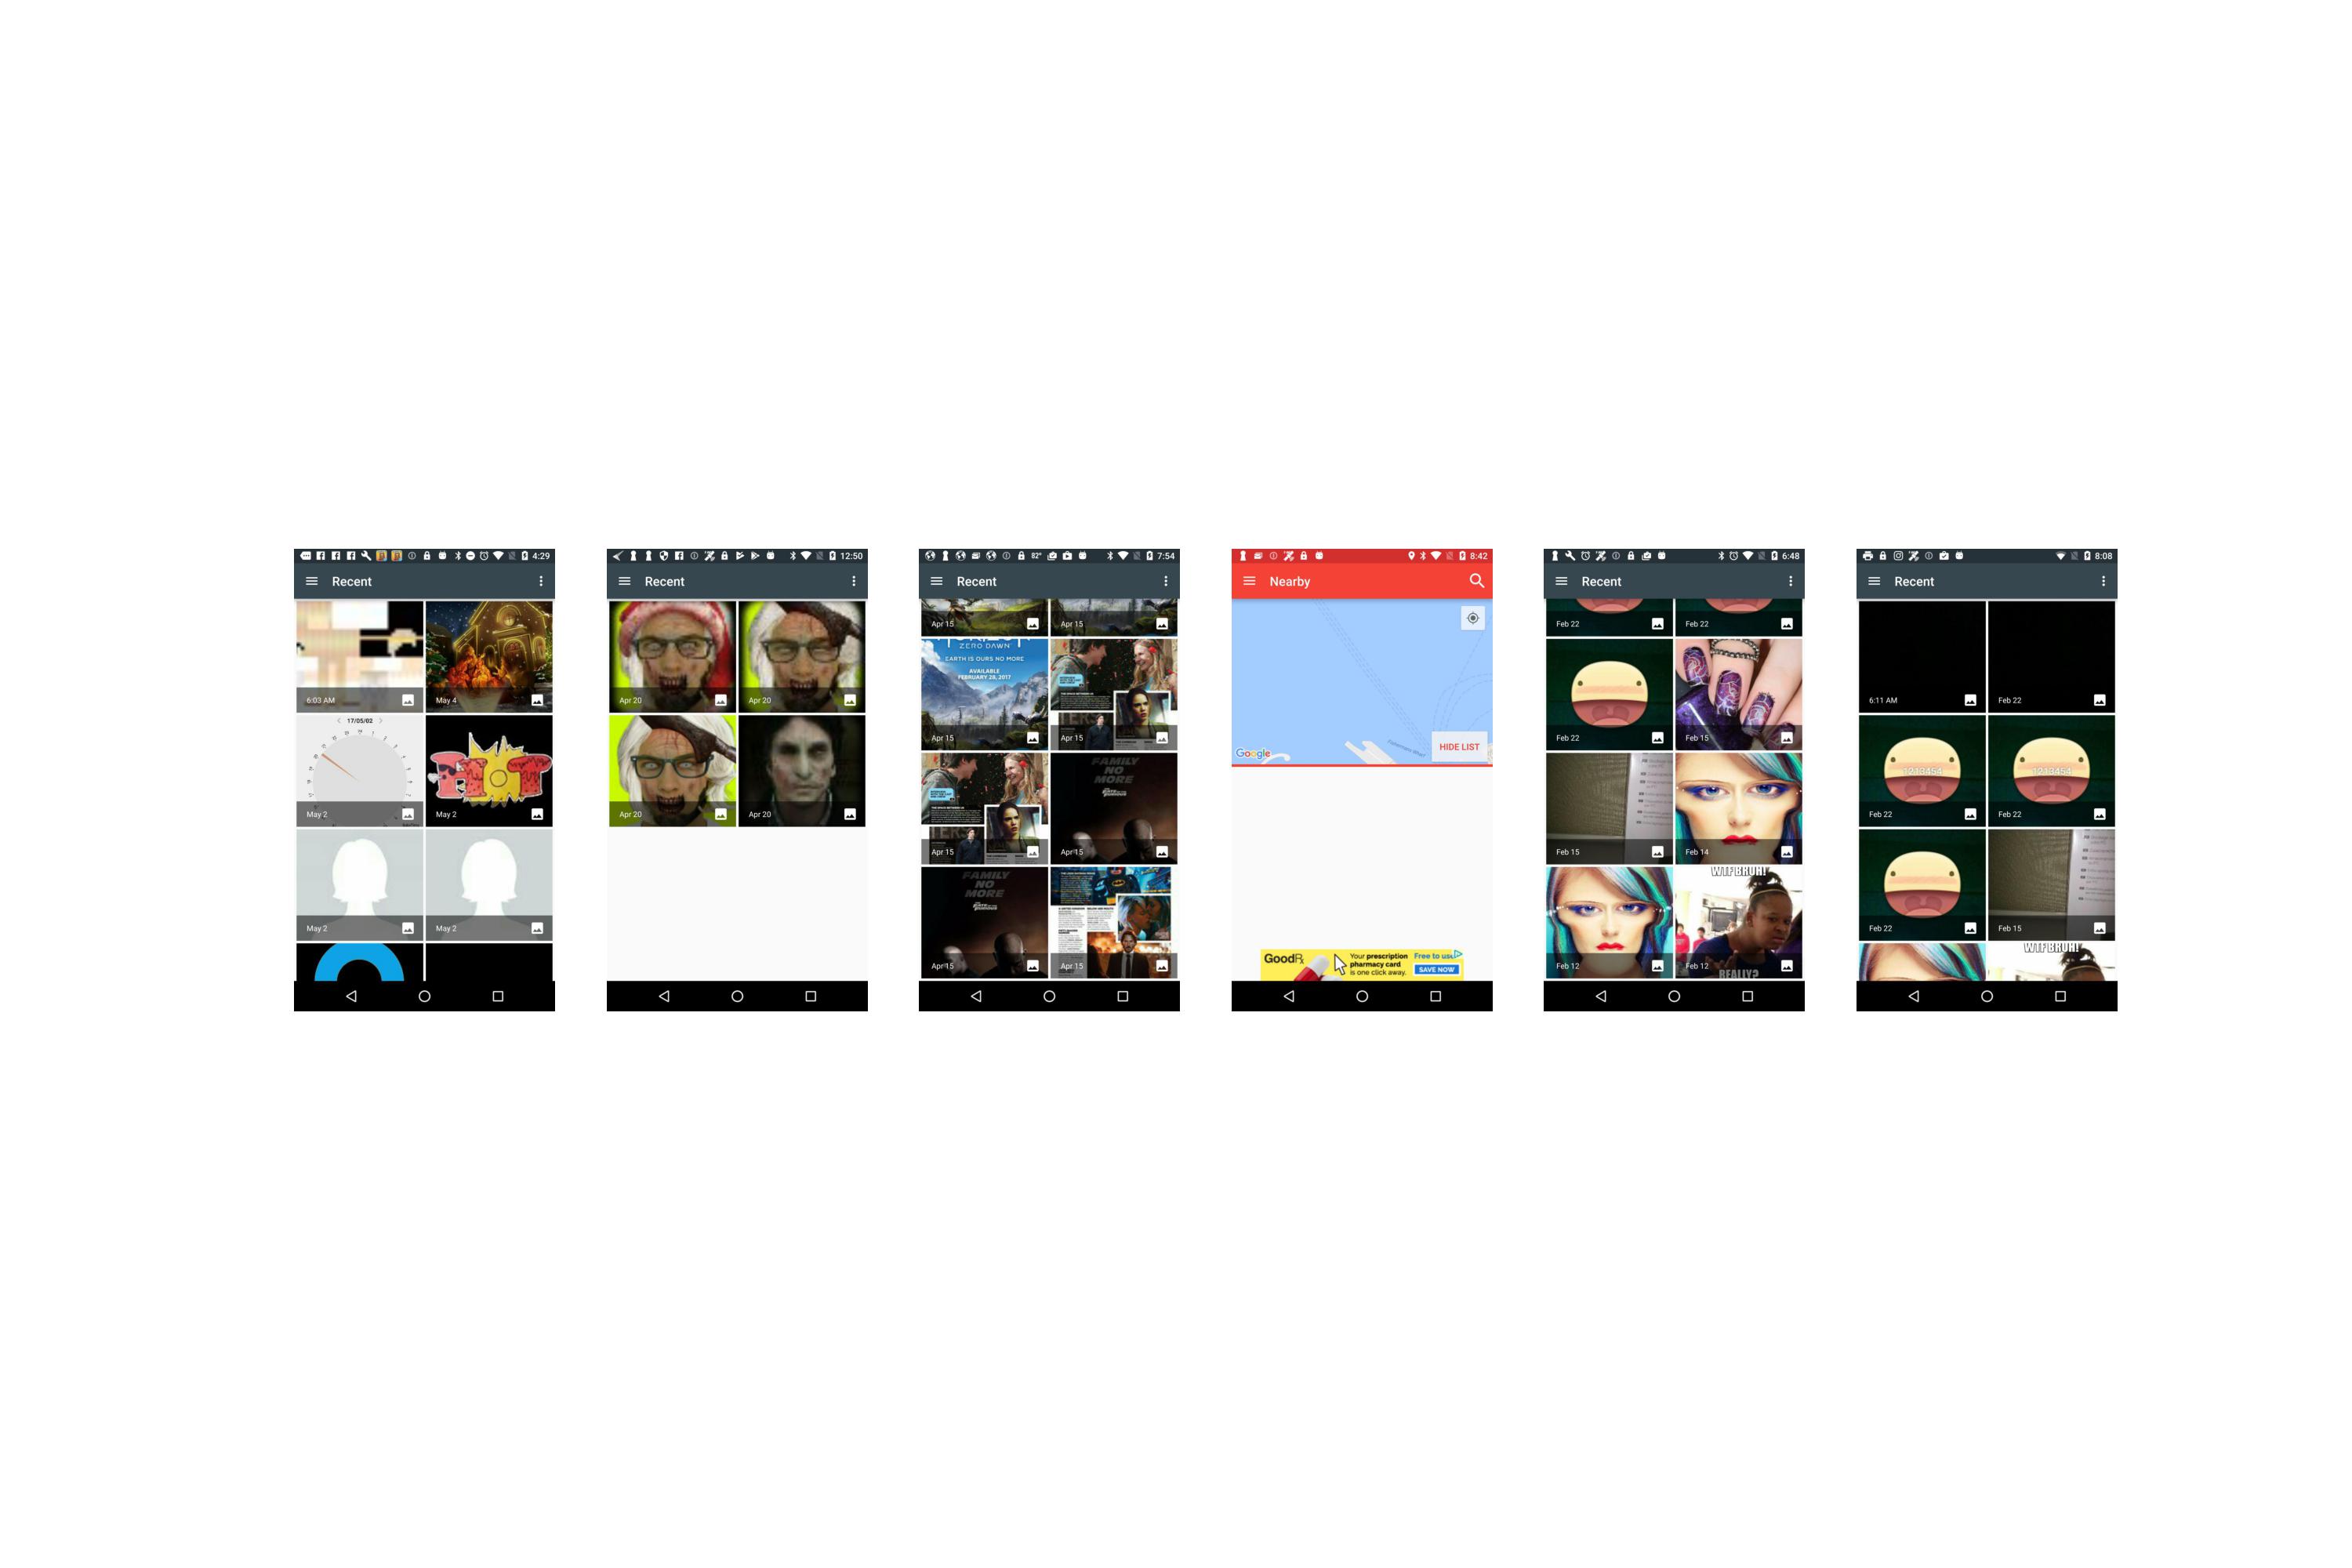 4:29
Recent
6:03 AM
May 4
17/05/02
May 2
HOT
May 2
May 2
May 2
12:50
Recent
Apr 20
Apr 20
Apr 20
Apr 20
82°
7:54
Recent
Apr 15
Apr 15
ZERO DAWN
EARTH IS OURS NO MORE
AVAILABLE
FEBRUARY 28, 2017
Apr 15
Apr 15
FAMILY
NO
MORE
Apr 15
Apr 15
FAMILY
NO
MORE
Apr 15
Apr 15
8:42
Nearby
Google
HIDE LIST
GoodRx
Your prescription
pharmacy card
is one click away.
Free to use
SAVE NOW
6:48
Recent
Feb 22
Feb 22
Feb 22
Feb 15
Feb 15
Feb 14
WTF BRUH!
Feb 12
Feb 12
REALLY?
8:08
Recent
6:11 AM
Feb 22
1213454
1213454
Feb 22
Feb 22
Feb 22
Feb 15
WTF BRUH!